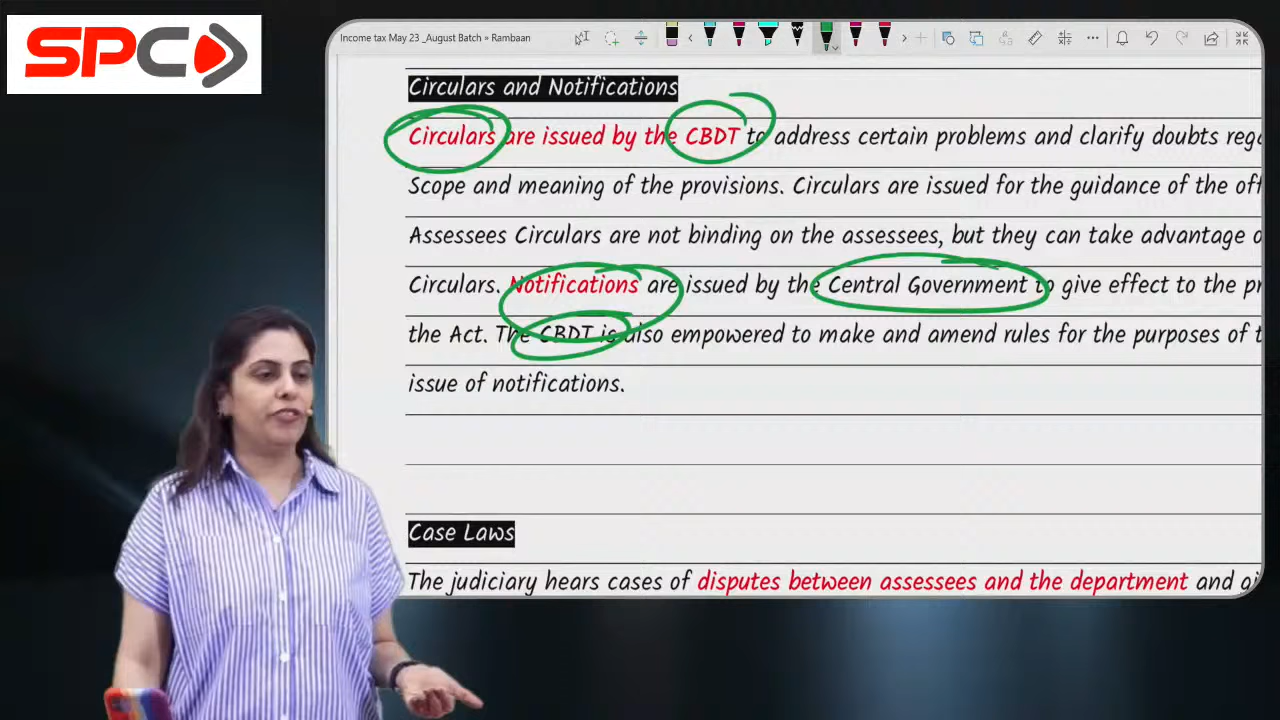 SPC
Income tax May 23 _August Batch » Rambaan
Circulars and Notifications
Circulars are issued by the CBDT to address certain problems and clarify doubts
Scope and meaning of the provisions. Circulars are issued for the guidance of the
Assessees Circulars are not binding on the assessees, but they can take advantage
Circulars. Notifications are issued by the Central Government to give effect to the
the Act. The CBDT is also empowered to make and amend rules for the purposes of
issue of notifications.
Case Laws
The judiciary hears cases of disputes between assessees and the department and